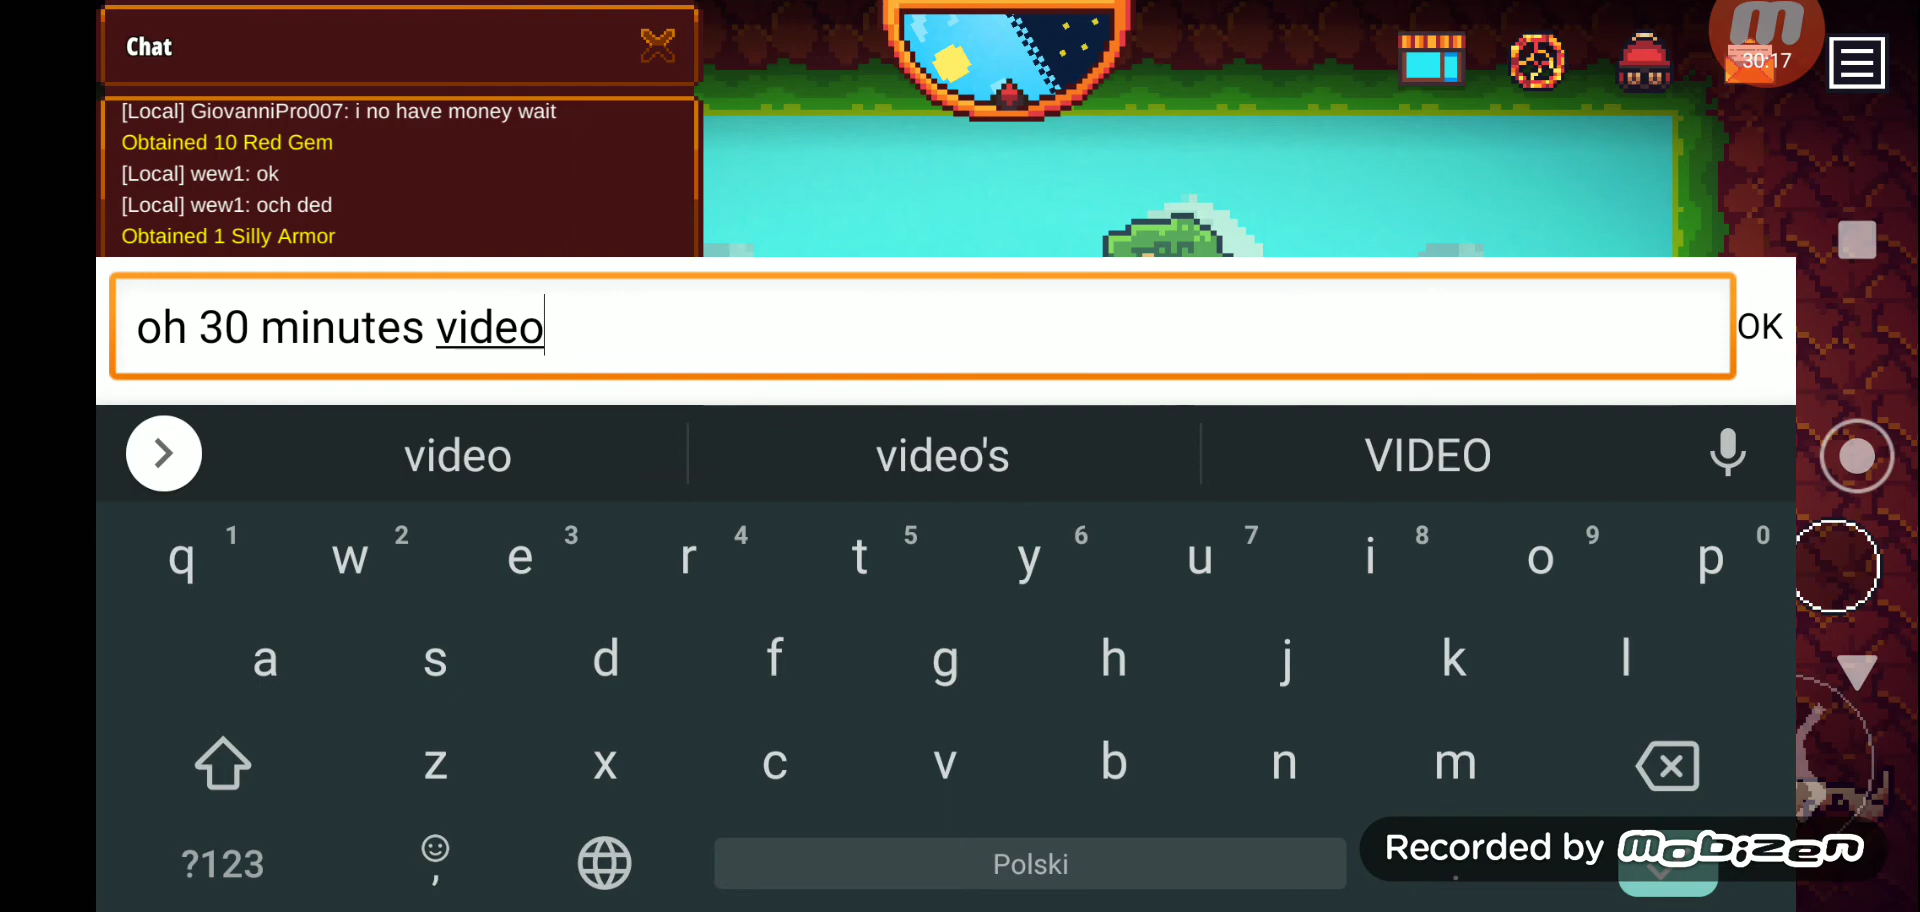 Chat
[Local] GiovanniPro007: i no have money wait
Obtained 10 Red Gem
[Local] wew1: ok
[Local] wew1: och ded
Obtained 1 Silly Armor
30:17
oh 30 minutes video
OK
video video's VIDEO
q 1 w 2 e 3 r 4 t 5 y 6 u 7 i 8 o 9 p 0
a s d f g h j k l
z x c v b n m
?123 , Polski .
Recorded by mobizen